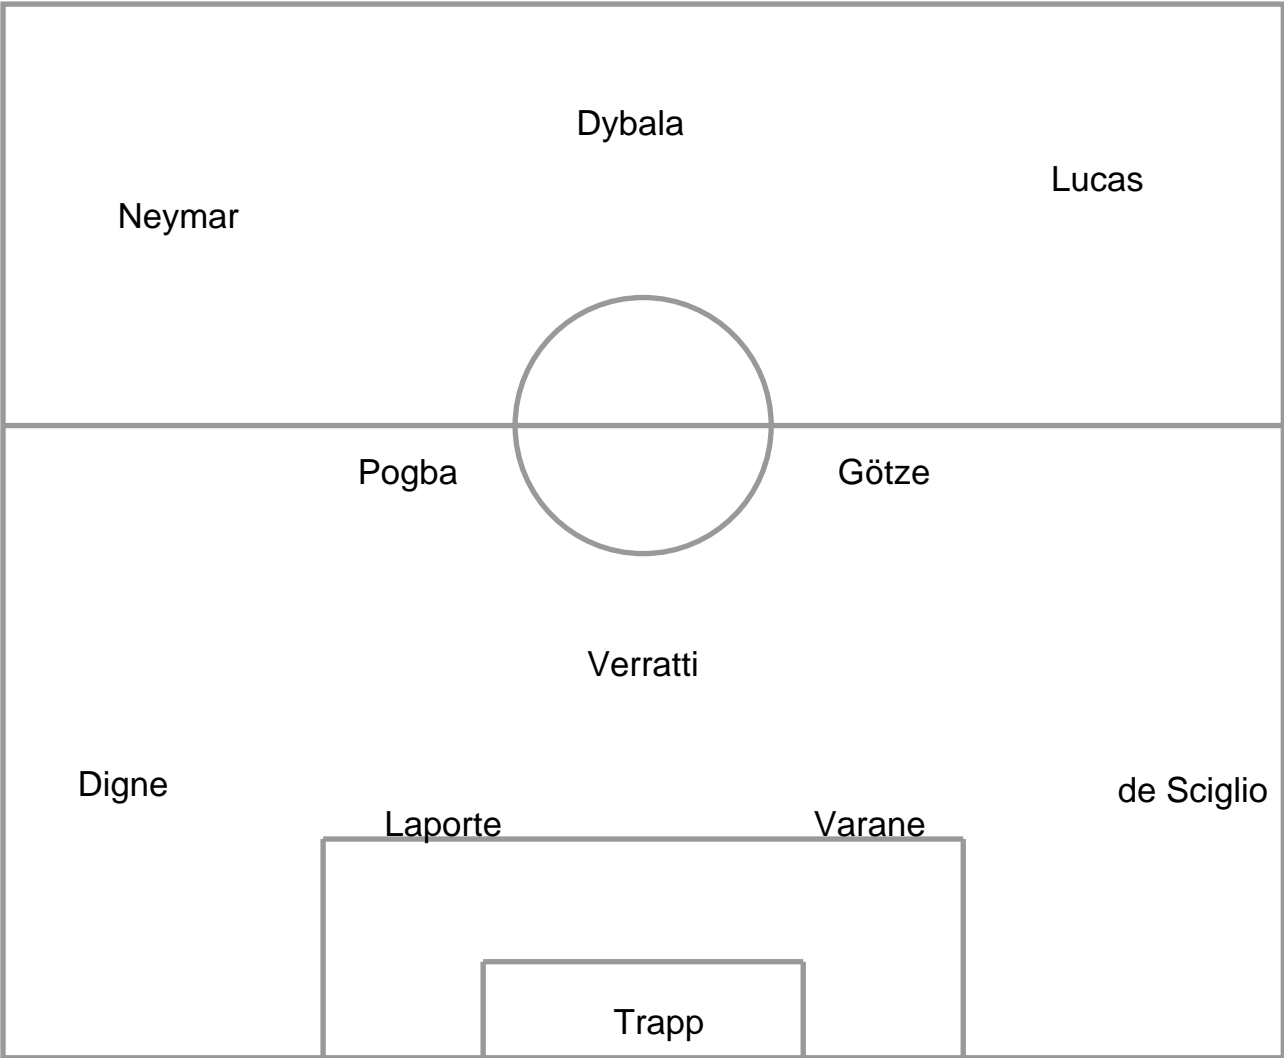 Dybala
Lucas
Neymar
Pogba
Götze
Verratti
Digne
de Sciglio
Laporte
Varane
Trapp